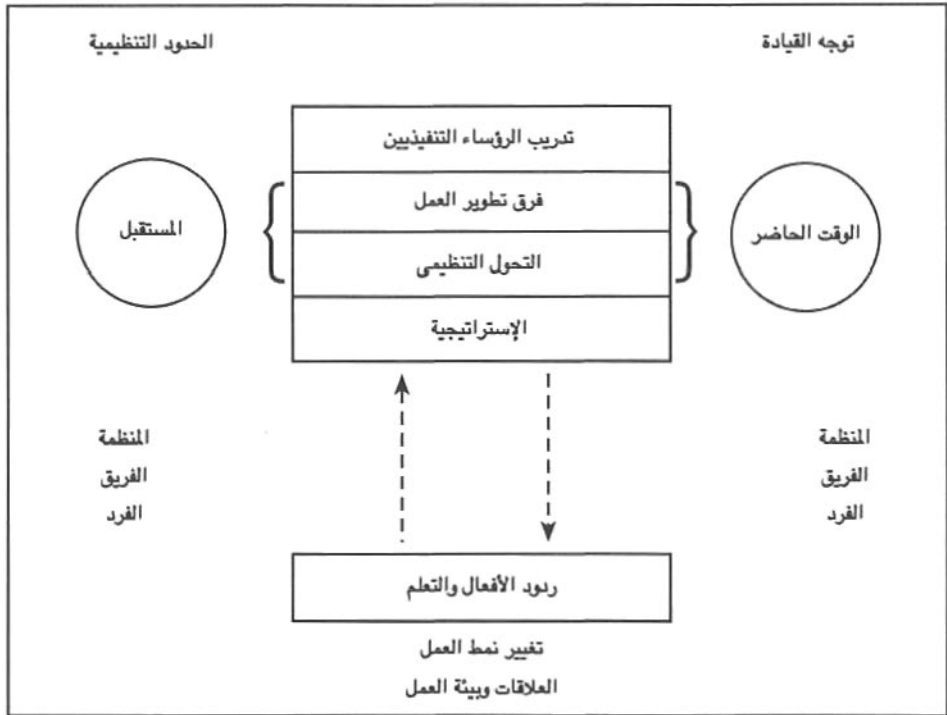 توجه القيادة
الحدود التنظيمية
تدريب الرؤساء التنفيذيين
فرق تطوير العمل
الوقت الحاضر
المستقبل
التحول التنظيمى
الإستراتيجية
المنظمة
الفريق
الفرد
المنظمة
الفريق
الفرد
ردود الأفعال والتعلم
تغيير نمط العمل
العلاقات وبيئة العمل